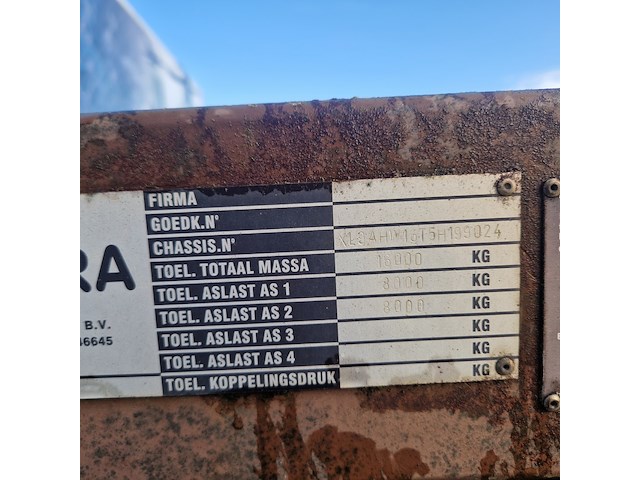 FIRMA
GOEDK.N'
CHASSIS.N'
TOEL. TOTAAL MASSA 16000 KG
TOEL. ASLAST AS 1 8000 KG
TOEL. ASLAST AS 2 8000 KG
TOEL. ASLAST AS 3 KG
TOEL. ASLAST AS 4 KG
TOEL. KOPPELINGSDRUK KG
RA
B.V.
6645